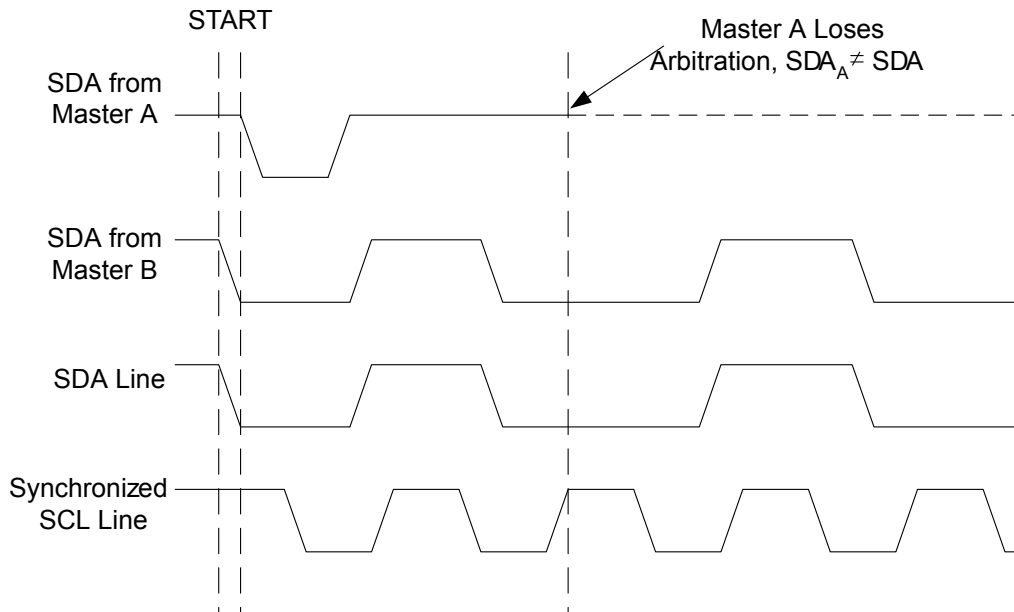 START
Master A Loses
Arbitration, SDA_A ≠ SDA
SDA from
Master A
SDA from
Master B
SDA Line
Synchronized
SCL Line